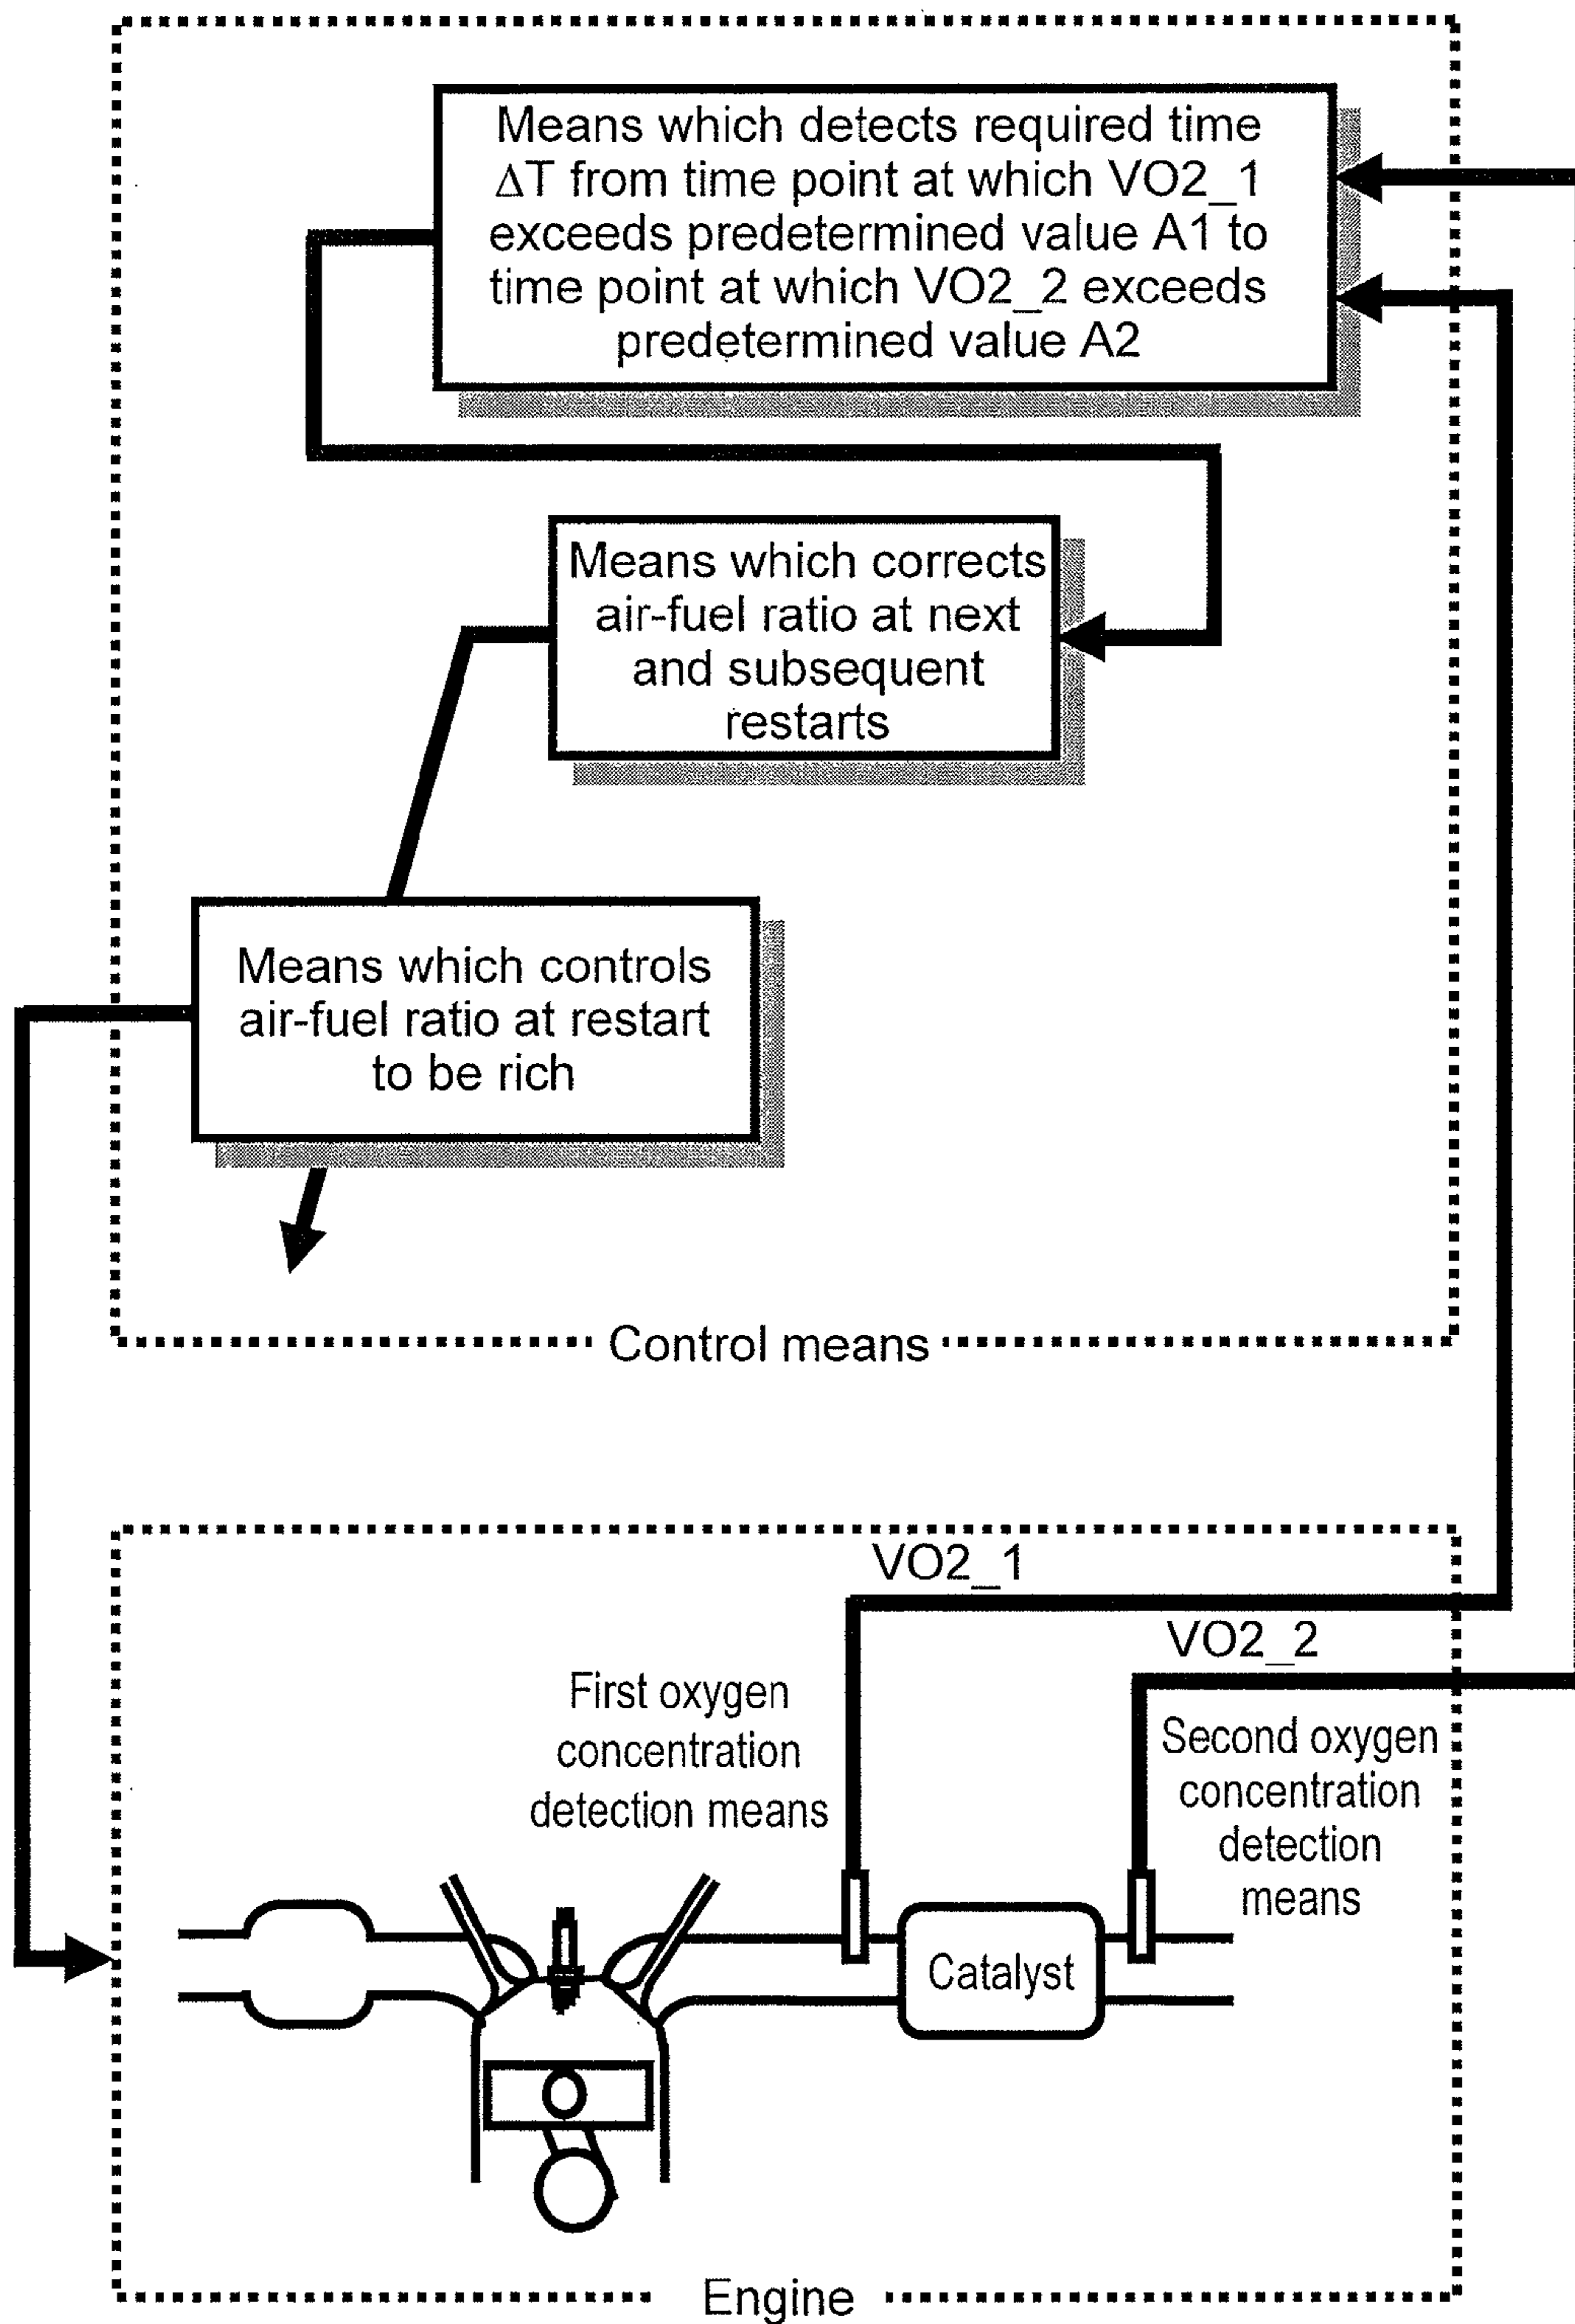 Means which detects required time
ΔT from time point at which VO2_1
exceeds predetermined value A1 to
time point at which VO2_2 exceeds
predetermined value A2
Means which corrects
air-fuel ratio at next
and subsequent
restarts
Means which controls
air-fuel ratio at restart
to be rich
Control means
VO2_1
VO2_2
First oxygen
concentration
detection means
Second oxygen
concentration
detection
means
Catalyst
Engine